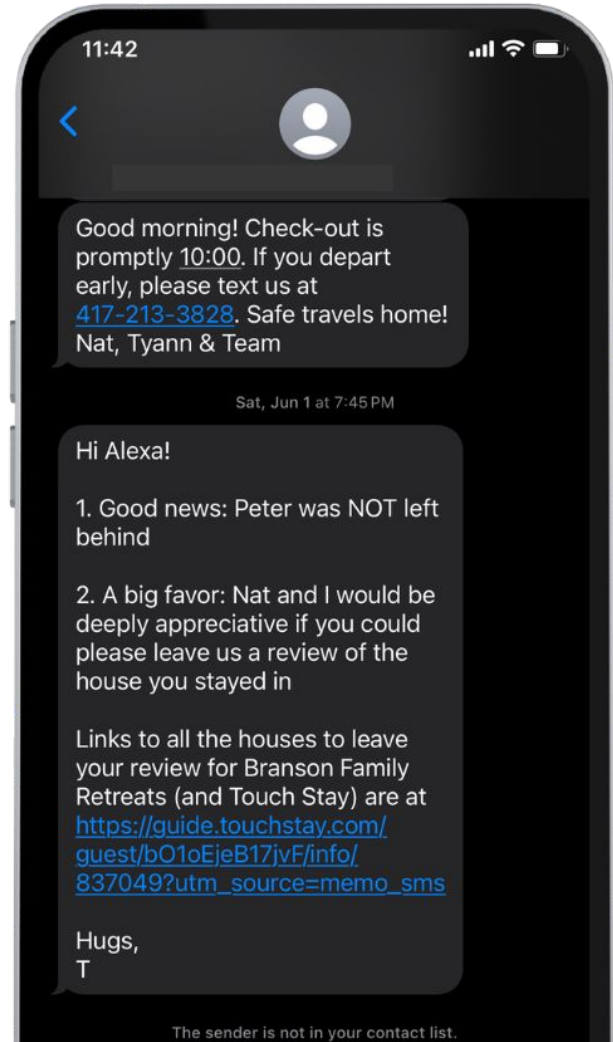 11:42
Good morning! Check-out is
promptly 10:00. If you depart
early, please text us at
417-213-3828. Safe travels home!
Nat, Tyann & Team
Sat, Jun 1 at 7:45 PM
Hi Alexa!
1. Good news: Peter was NOT left
behind
2. A big favor: Nat and I would be
deeply appreciative if you could
please leave us a review of the
house you stayed in
Links to all the houses to leave
your review for Branson Family
Retreats (and Touch Stay) are at
https://guide.touchstay.com/
guest/bO1oEjeB17jvF/info/
837049?utm_source=memo_sms
Hugs,
T
The sender is not in your contact list.